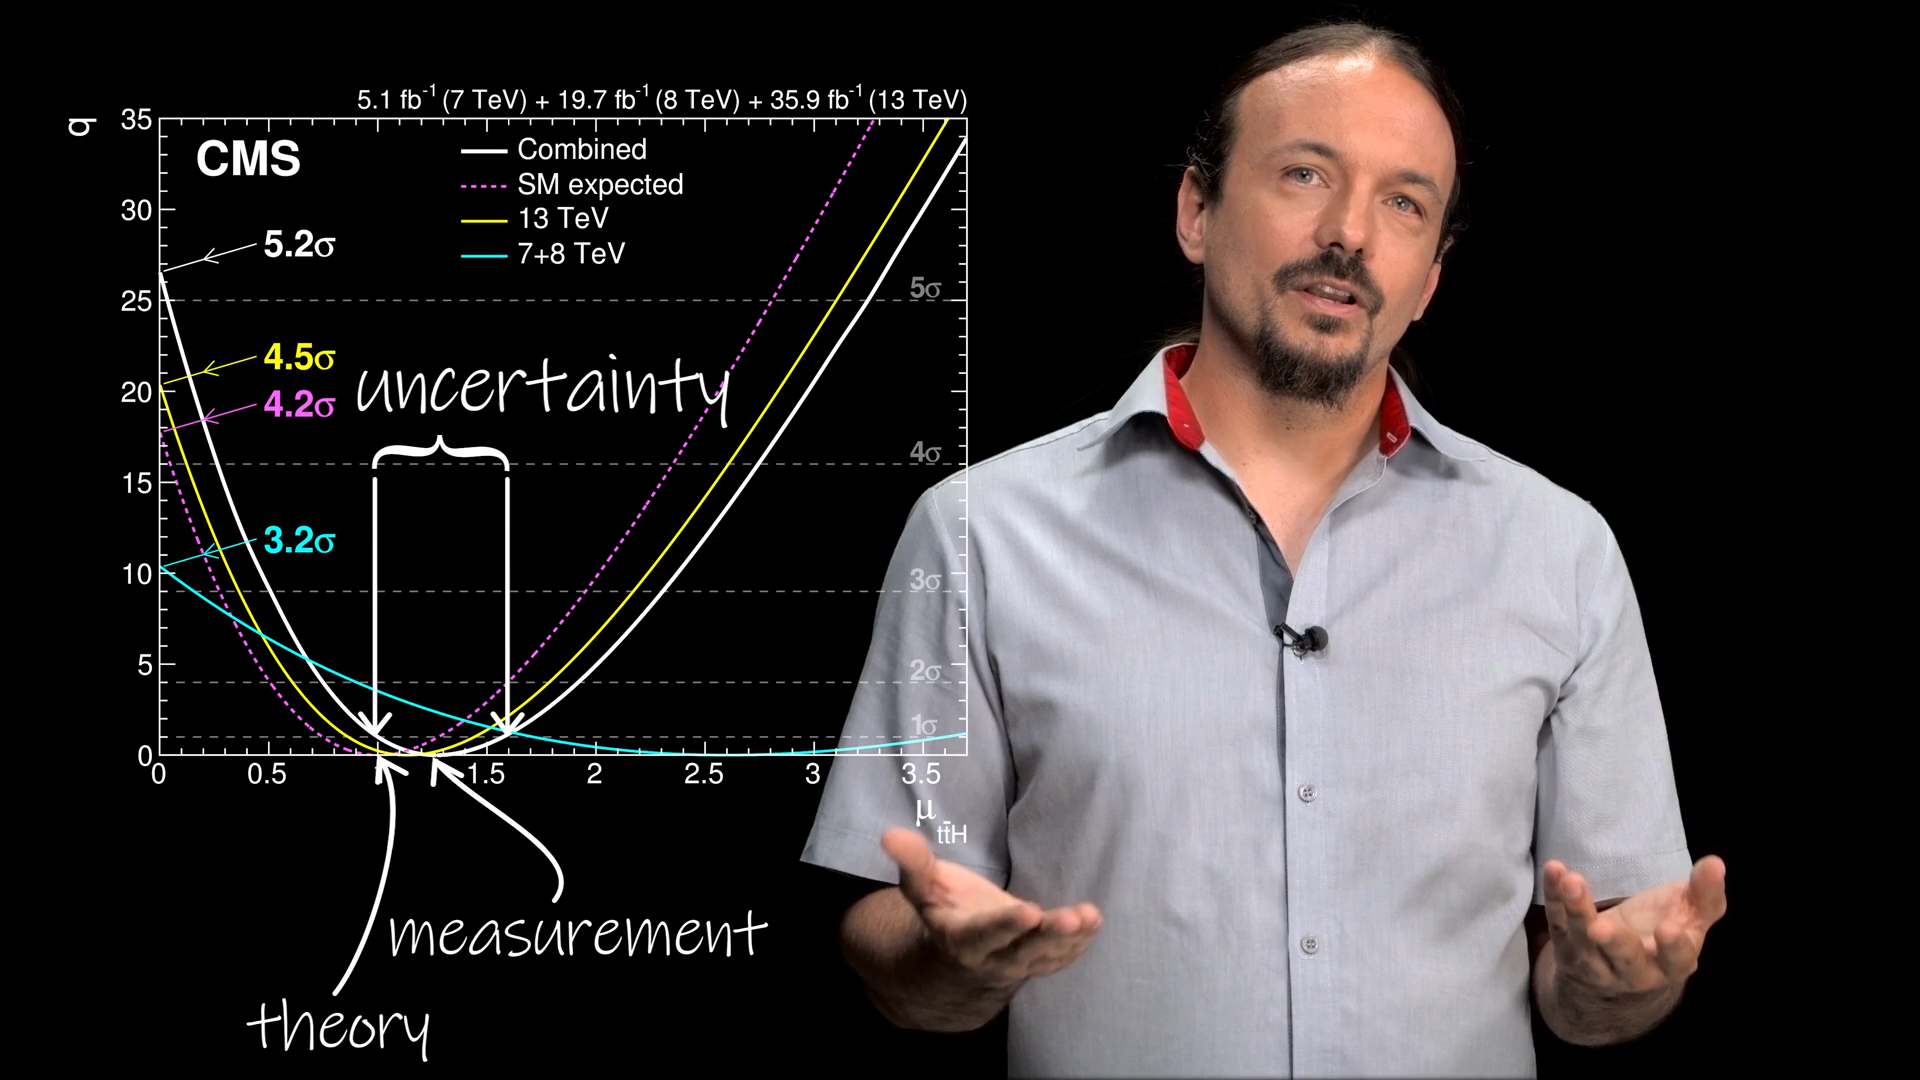 5.1 fb⁻¹ (7 TeV) + 19.7 fb⁻¹ (8 TeV) + 35.9 fb⁻¹ (13 TeV)
q
35
CMS
Combined
SM expected
13 TeV
7+8 TeV
30
5.2σ
25
5σ
4.5σ
20
4.2σ
uncertainty
4σ
15
3.2σ
10
3σ
5
2σ
1σ
0
0 0.5 1 1.5 2 2.5 3 3.5
μ tt̄H
measurement
theory